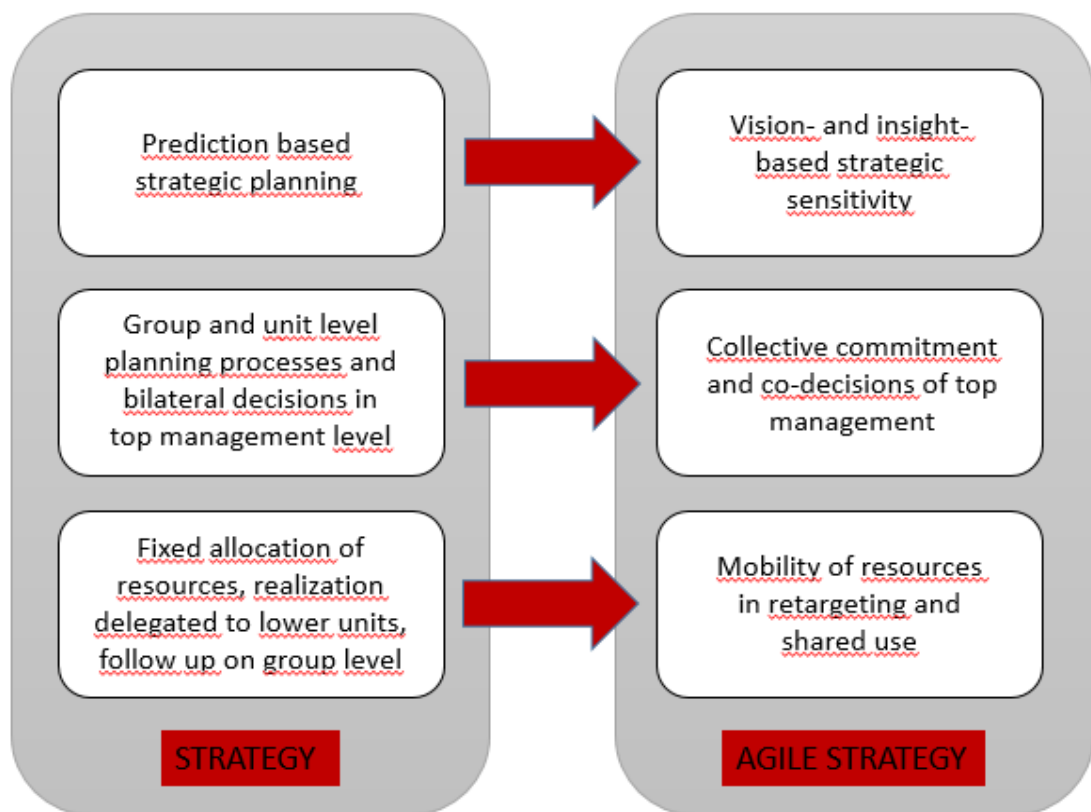 Prediction based
strategic planning
Group and unit level
planning processes and
bilateral decisions in
top management level
Fixed allocation of
resources, realization
delegated to lower units,
follow up on group level
STRATEGY
Vision- and insight-
based strategic
sensitivity
Collective commitment
and co-decisions of top
management
Mobility of resources
in retargeting and
shared use
AGILE STRATEGY